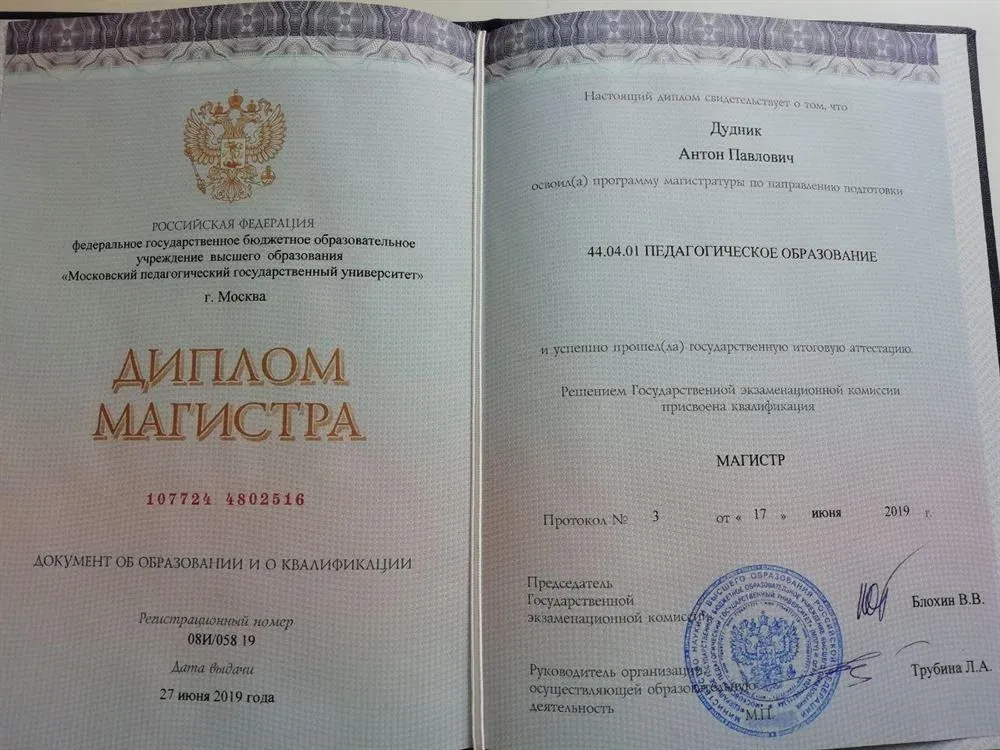 РОССИЙСКАЯ ФЕДЕРАЦИЯ
федеральное государственное бюджетное образовательное
учреждение высшего образования
«Московский педагогический государственный университет»
г. Москва
ДИПЛОМ
МАГИСТРА
107724 4802516
ДОКУМЕНТ ОБ ОБРАЗОВАНИИ И О КВАЛИФИКАЦИИ
Регистрационный номер
08И/058 19
Дата выдачи
27 июня 2019 года
Настоящий диплом свидетельствует о том, что
Дудник
Антон Павлович
освоил(а) программу магистратуры по направлению подготовки
44.04.01 ПЕДАГОГИЧЕСКОЕ ОБРАЗОВАНИЕ
и успешно прошел(ла) государственную итоговую аттестацию
Решением Государственной экзаменационной комиссии
присвоена квалификация
МАГИСТР
Протокол № 3 от « 17 » июня 2019 г.
Председатель
Государственной
экзаменационной комиссии
Блохин В.В.
Руководитель организации,
осуществляющей образовательную
деятельность
Трубина Л.А.
М.П.